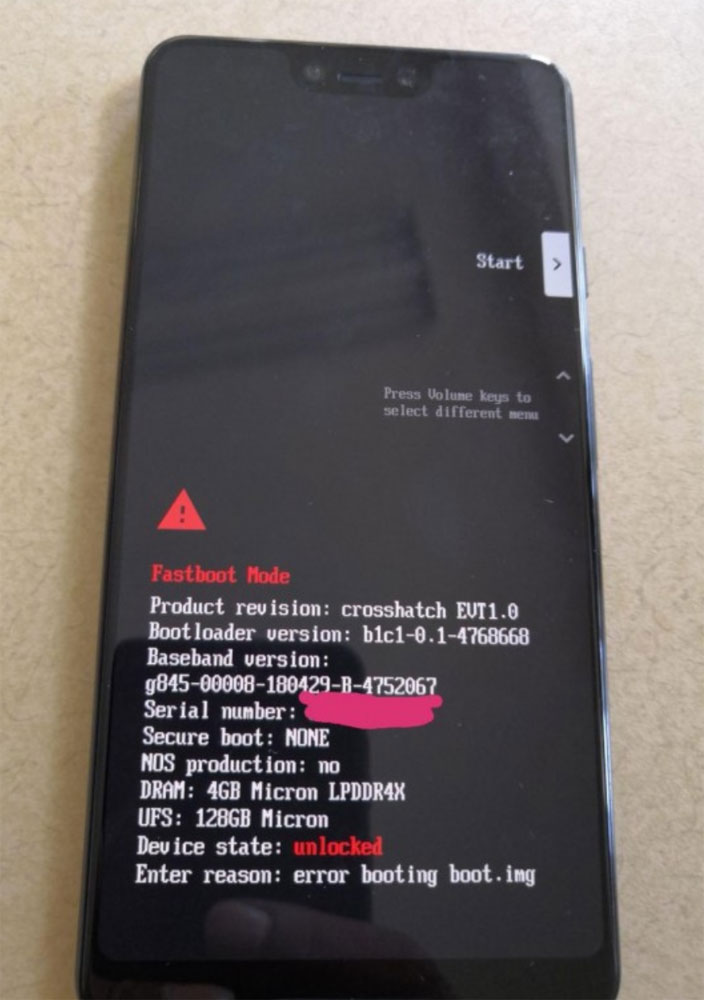 Start
Press Volume keys to
select different menu
Fastboot Mode
Product revision: crosshatch EVT1.0
Bootloader version: b1c1-0.1-4768668
Baseband version:
g845-00008-180429-B-4752067
Serial number:
Secure boot: NONE
NOS production: no
DRAM: 4GB Micron LPDDR4X
UFS: 128GB Micron
Device state: unlocked
Enter reason: error booting boot.img